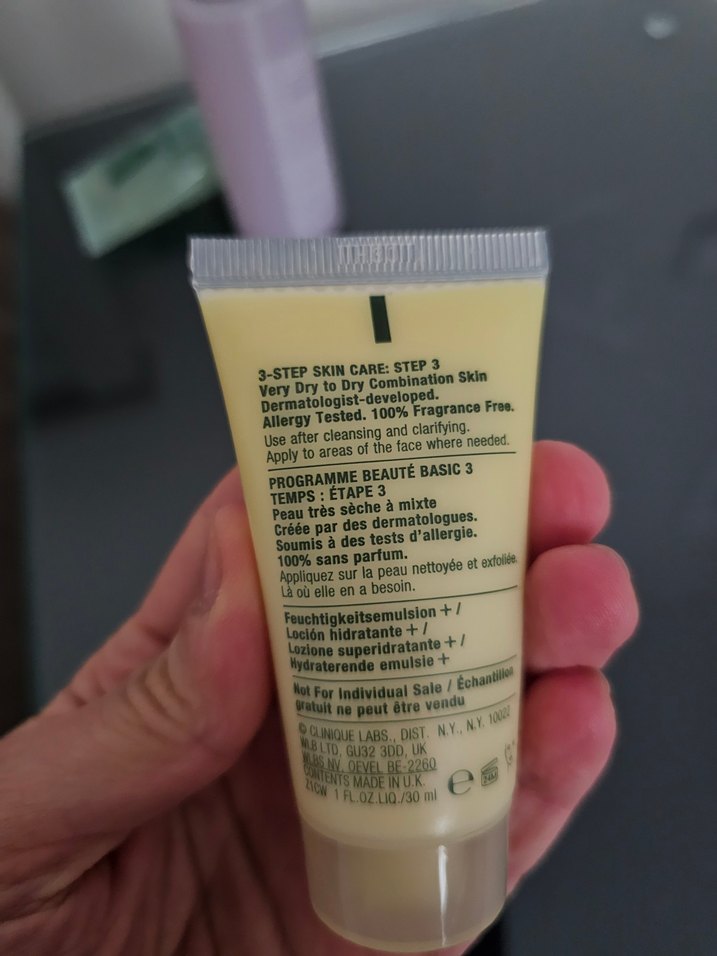 3-STEP SKIN CARE: STEP 3
Very Dry to Dry Combination Skin
Dermatologist-developed.
Allergy Tested. 100% Fragrance Free.
Use after cleansing and clarifying.
Apply to areas of the face where needed.
PROGRAMME BEAUTÉ BASIC 3
TEMPS : ÉTAPE 3
Peau très sèche à mixte
Créée par des dermatologues.
Soumis à des tests d'allergie.
100% sans parfum.
Appliquez sur la peau nettoyée et exfoliée.
Là où elle en a besoin.
Feuchtigkeitsemulsion + /
Loción hidratante + /
Lozione superidratante + /
Hydraterende emulsie +
Not For Individual Sale / Échantillon
gratuit ne peut être vendu
© CLINIQUE LABS., DIST. N.Y., N.Y. 10022
WLB LTD, GU32 3DD, UK
WLBS NV. OEVEL BE-2260
CONTENTS MADE IN U.K.
Z1CW 1 FL.OZ.LIQ./30 ml e 24M